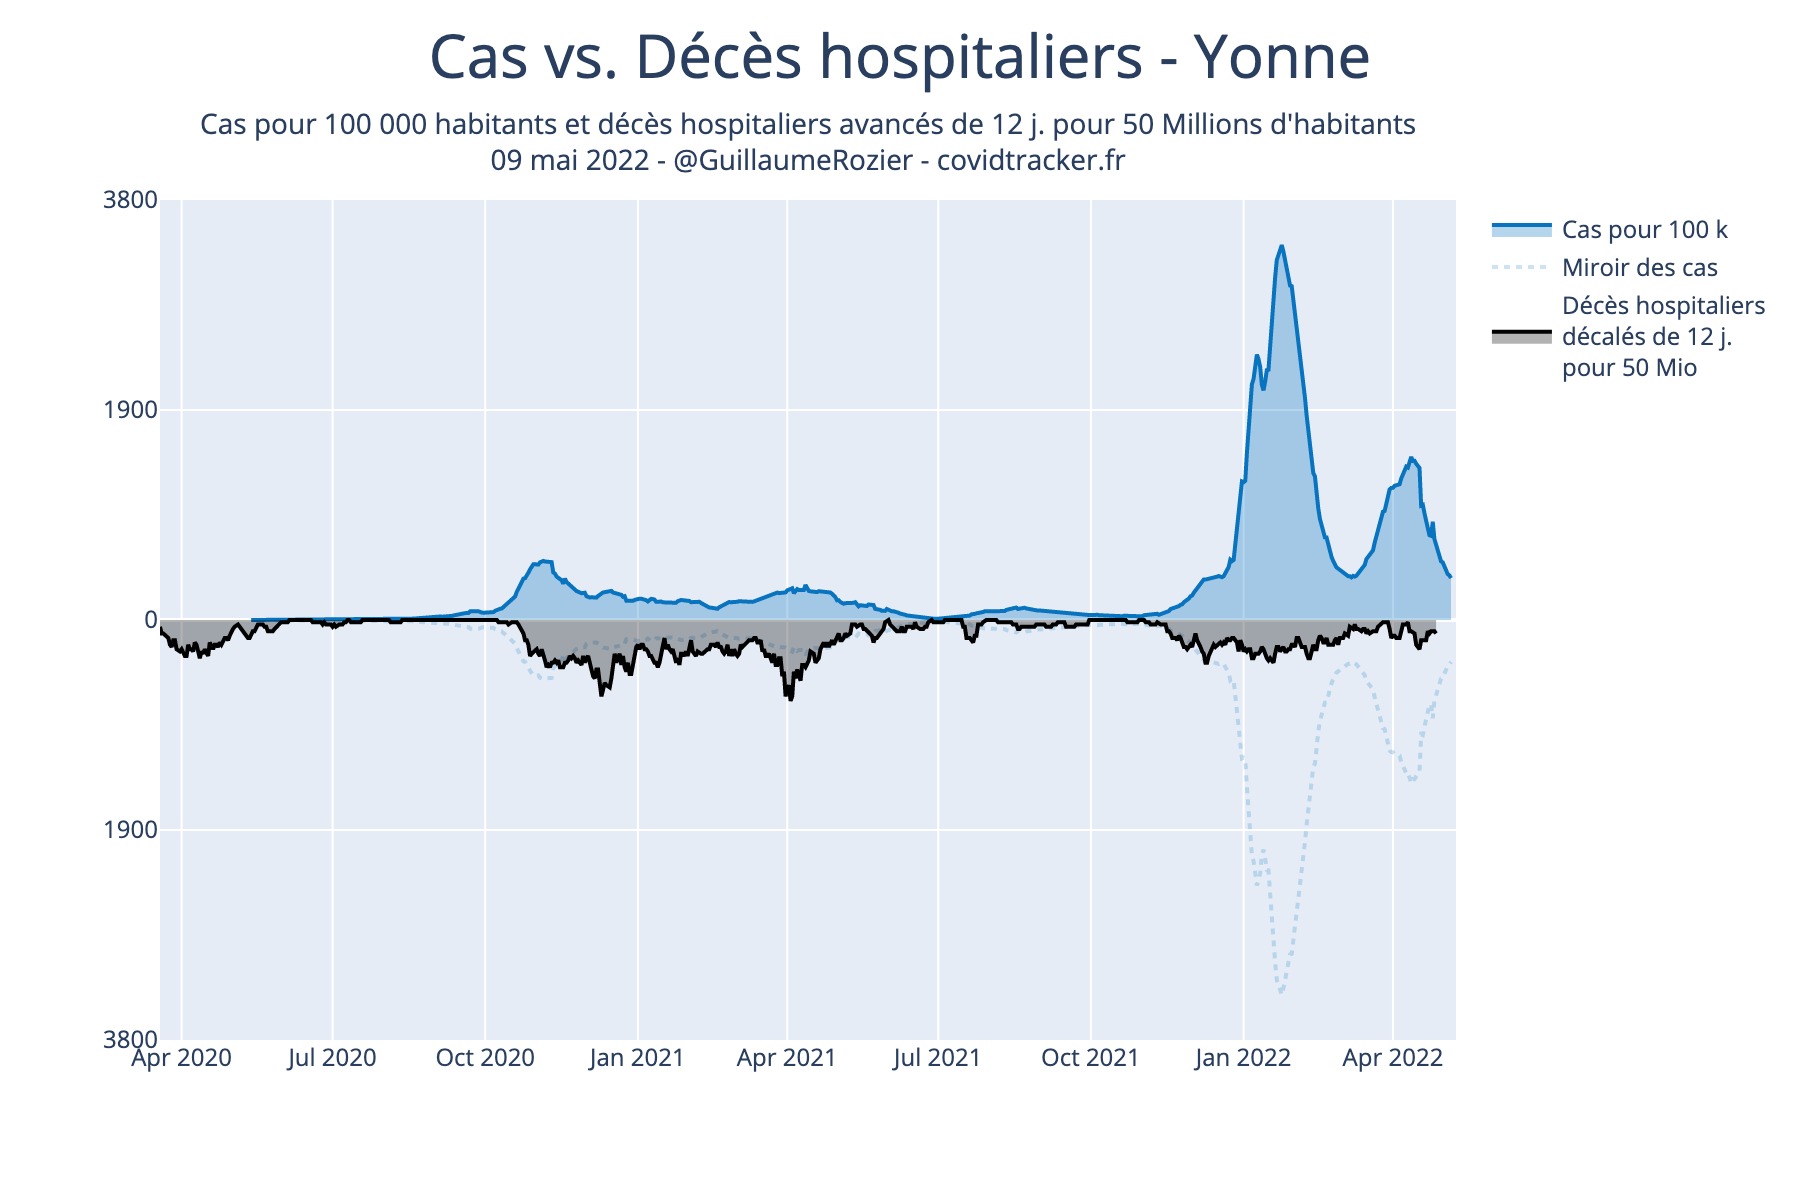 Cas vs. Décès hospitaliers - Yonne
Cas pour 100 000 habitants et décès hospitaliers avancés de 12 j. pour 50 Millions d'habitants
09 mai 2022 - @GuillaumeRozier - covidtracker.fr
3800
1900
0
1900
3800
Apr 2020
Jul 2020
Oct 2020
Jan 2021
Apr 2021
Jul 2021
Oct 2021
Jan 2022
Apr 2022
Cas pour 100 k
Miroir des cas
Décès hospitaliers
décalés de 12 j.
pour 50 Mio